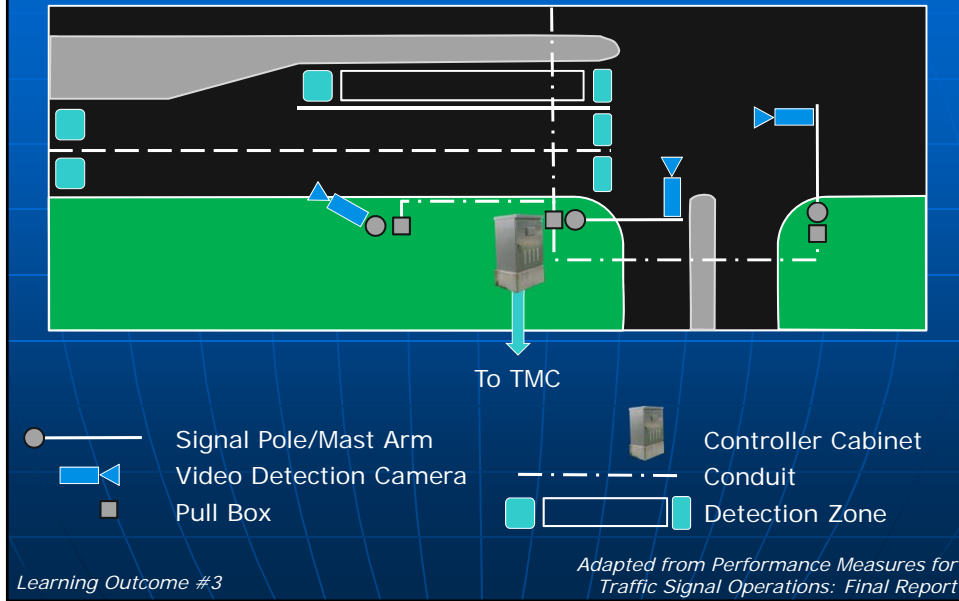 To TMC
Signal Pole/Mast Arm
Video Detection Camera
Pull Box
Controller Cabinet
Conduit
Detection Zone
Learning Outcome #3
Adapted from Performance Measures for
Traffic Signal Operations: Final Report